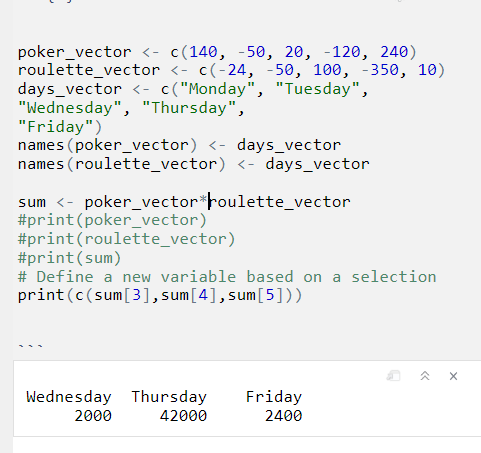 poker_vector <- c(140, -50, 20, -120, 240)
roulette_vector <- c(-24, -50, 100, -350, 10)
days_vector <- c("Monday", "Tuesday",
"Wednesday", "Thursday",
"Friday")
names(poker_vector) <- days_vector
names(roulette_vector) <- days_vector
sum <- poker_vector*roulette_vector
#print(poker_vector)
#print(roulette_vector)
#print(sum)
# Define a new variable based on a selection
print(c(sum[3],sum[4],sum[5]))
```
Wednesday Thursday Friday
2000 42000 2400